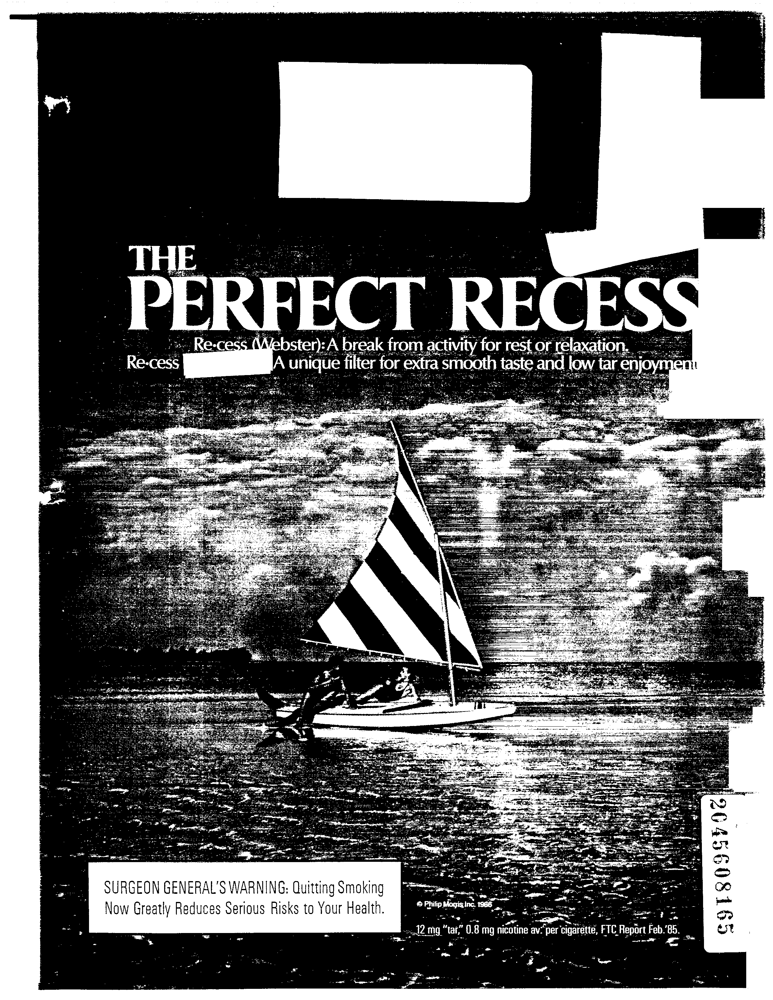 THE
PERFECT RECESS
Re•cess (Webster): A break from activity for rest or relaxation.
Re•cess A unique filter for extra smooth taste and low tar enjoyment
SURGEON GENERAL'S WARNING: Quitting Smoking
Now Greatly Reduces Serious Risks to Your Health.
© Philip Morris Inc. 1986
12 mg "tar," 0.8 mg nicotine av. per cigarette, FTC Report Feb. '85.
2045608165